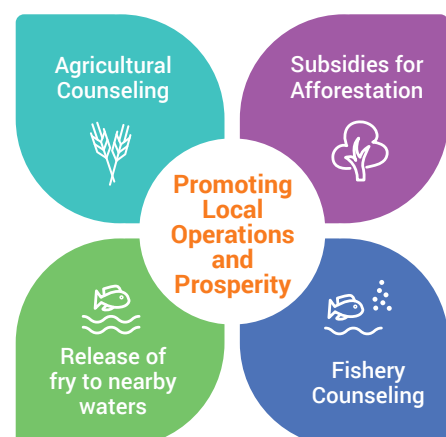 Agricultural
Counseling
Subsidies for
Afforestation
Promoting
Local
Operations
and
Prosperity
Release of
fry to nearby
waters
Fishery
Counseling